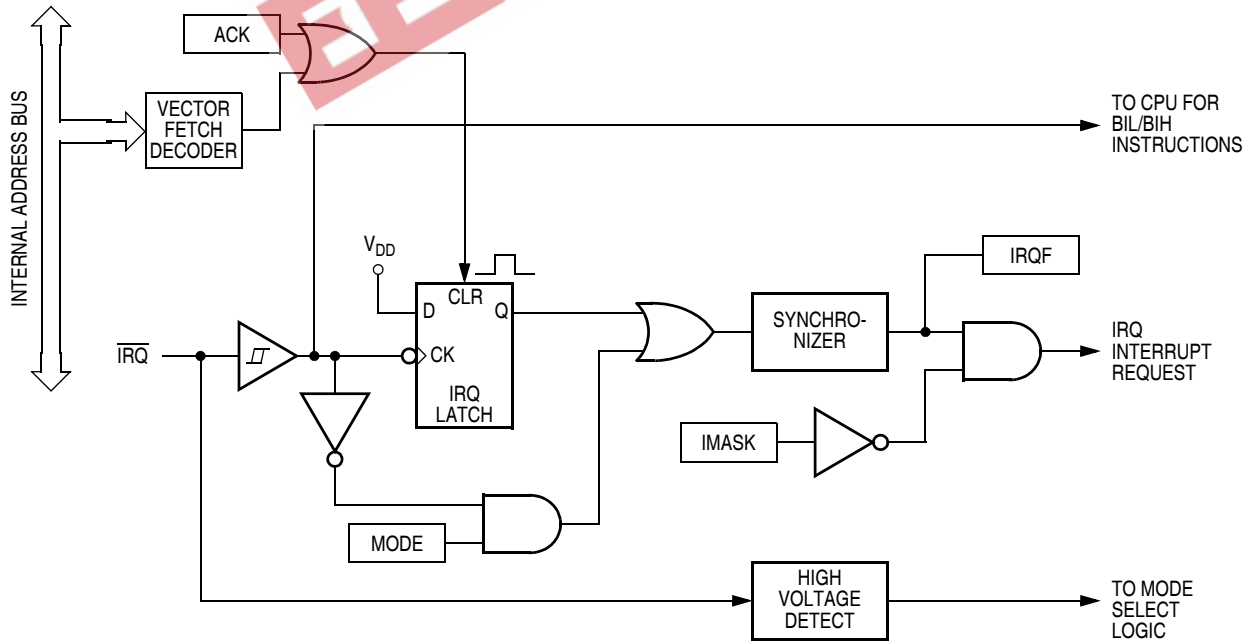 INTERNAL ADDRESS BUS
ACK
VECTOR
FETCH
DECODER
TO CPU FOR
BIL/BIH
INSTRUCTIONS
VDD
CLR
D
Q
CK
IRQ
LATCH
IRQ
SYNCHRO-
NIZER
IRQF
IRQ
INTERRUPT
REQUEST
IMASK
MODE
HIGH
VOLTAGE
DETECT
TO MODE
SELECT
LOGIC